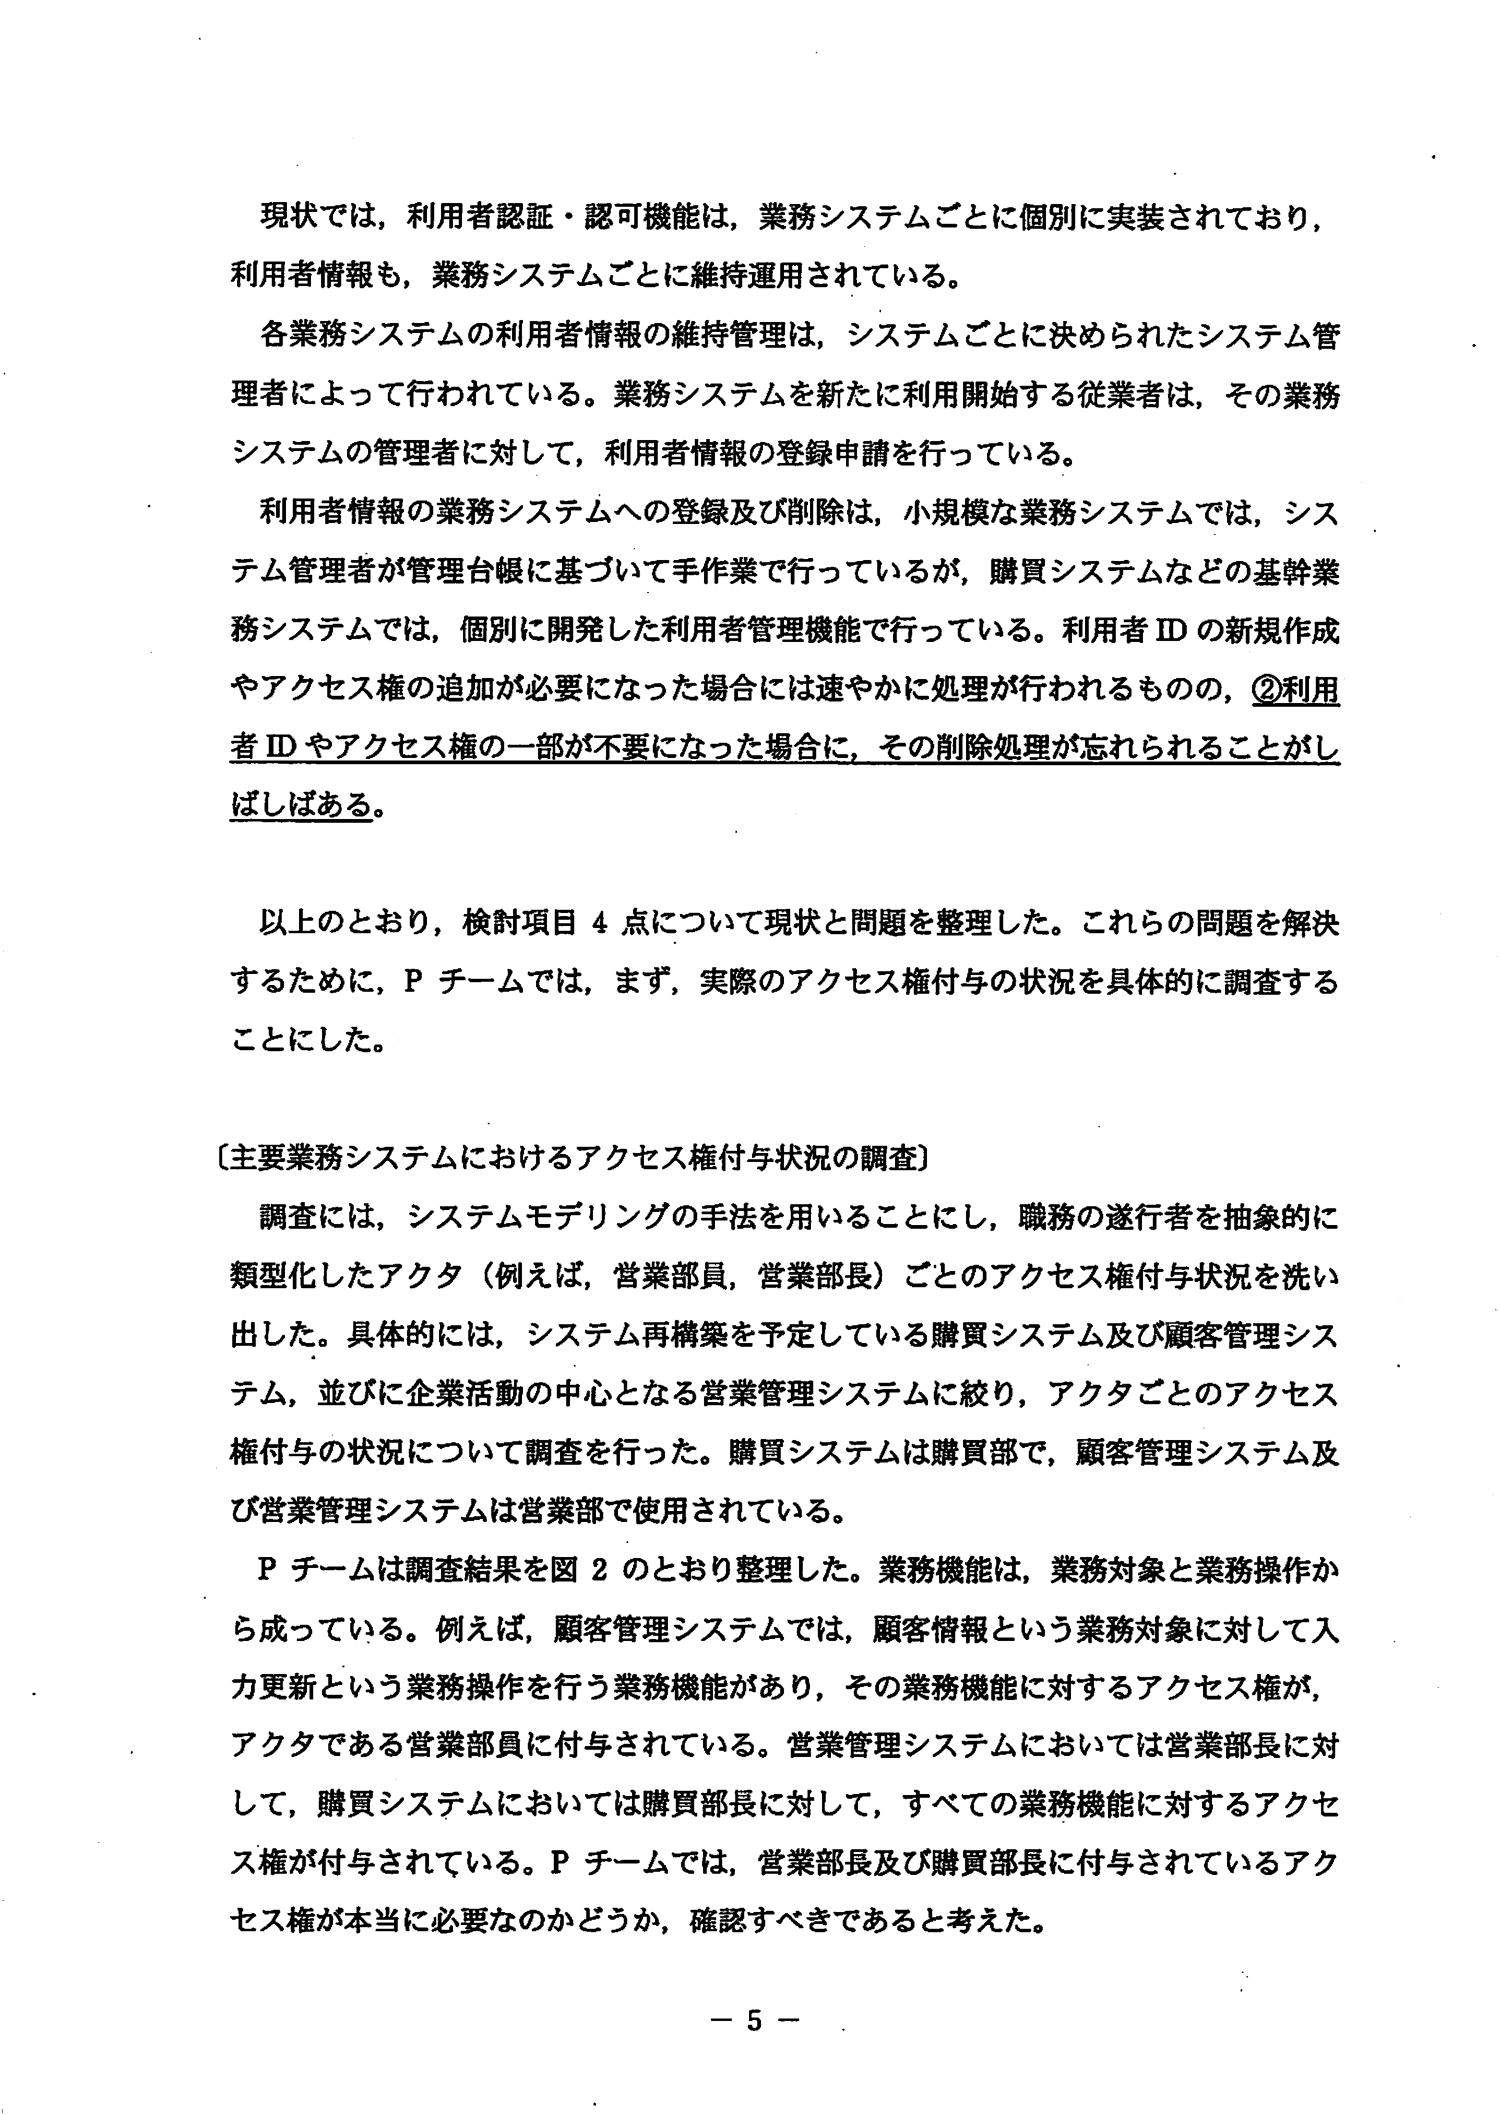 現状では，利用者認証・認可機能は，業務システムごとに個別に実装されており，
利用者情報も，業務システムごとに維持運用されている。
各業務システムの利用者情報の維持管理は，システムごとに決められたシステム管
理者によって行われている。業務システムを新たに利用開始する従業者は，その業務
システムの管理者に対して，利用者情報の登録申請を行っている。
利用者情報の業務システムへの登録及び削除は，小規模な業務システムでは，シス
テム管理者が管理台帳に基づいて手作業で行っているが，購買システムなどの基幹業
務システムでは，個別に開発した利用者管理機能で行っている。利用者 ID の新規作成
やアクセス権の追加が必要になった場合には速やかに処理が行われるものの，②利用
者 ID やアクセス権の一部が不要になった場合に，その削除処理が忘れられることがし
ばしばある。
以上のとおり，検討項目 4 点について現状と問題を整理した。これらの問題を解決
するために，P チームでは，まず，実際のアクセス権付与の状況を具体的に調査する
ことにした。
〔主要業務システムにおけるアクセス権付与状況の調査〕
調査には，システムモデリングの手法を用いることにし，職務の遂行者を抽象的に
類型化したアクタ（例えば，営業部員，営業部長）ごとのアクセス権付与状況を洗い
出した。具体的には，システム再構築を予定している購買システム及び顧客管理シス
テム，並びに企業活動の中心となる営業管理システムに絞り，アクタごとのアクセス
権付与の状況について調査を行った。購買システムは購買部で，顧客管理システム及
び営業管理システムは営業部で使用されている。
P チームは調査結果を図 2 のとおり整理した。業務機能は，業務対象と業務操作か
ら成っている。例えば，顧客管理システムでは，顧客情報という業務対象に対して入
力更新という業務操作を行う業務機能があり，その業務機能に対するアクセス権が，
アクタである営業部員に付与されている。営業管理システムにおいては営業部長に対
して，購買システムにおいては購買部長に対して，すべての業務機能に対するアクセ
ス権が付与されている。P チームでは，営業部長及び購買部長に付与されているアク
セス権が本当に必要なのかどうか，確認すべきであると考えた。
－ 5 －